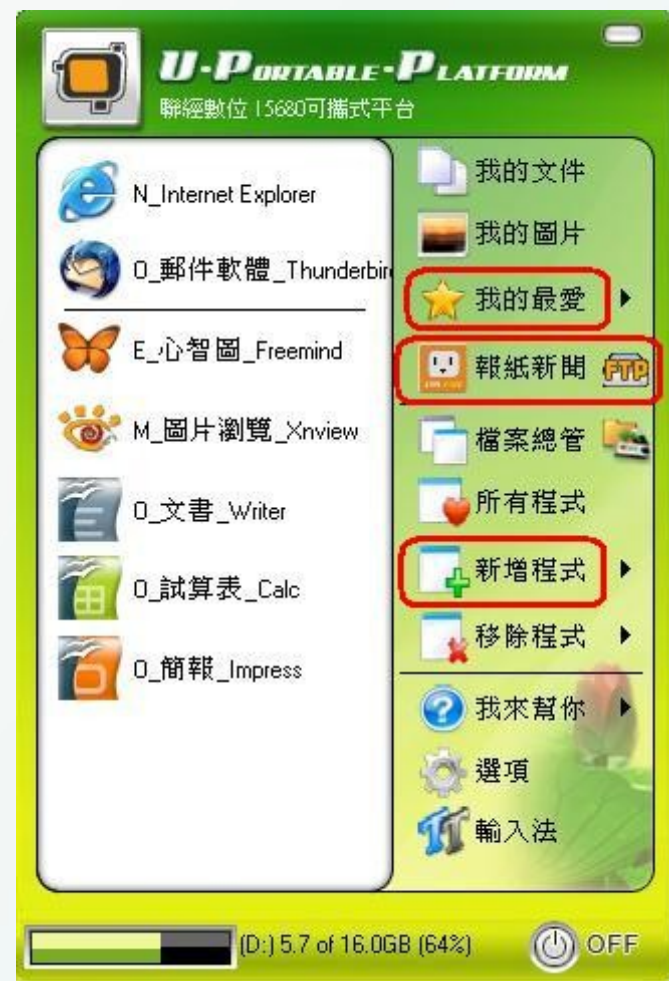 U-PORTABLE-PLATFORM
聯經數位 15680可攜式平台
N_Internet Explorer
O_郵件軟體_Thunderbir
E_心智圖_Freemind
M_圖片瀏覽_Xnview
O_文書_Writer
O_試算表_Calc
O_簡報_Impress
我的文件
我的圖片
我的最愛
報紙新聞 FTP
檔案總管
所有程式
新增程式
移除程式
我來幫你
選項
輸入法
(D:) 5.7 of 16.0GB (64%)
OFF